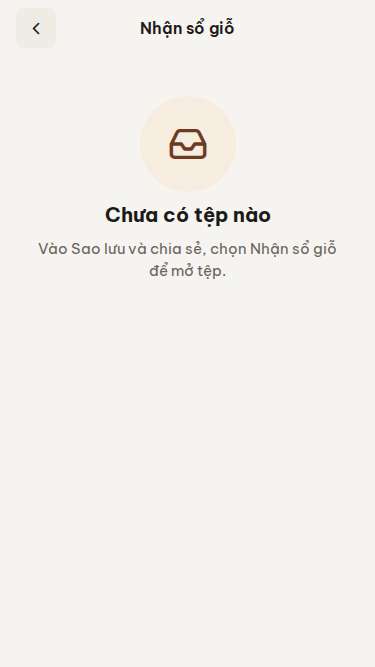 Nhận sổ giỗ
Chưa có tệp nào
Vào Sao lưu và chia sẻ, chọn Nhận sổ giỗ
để mở tệp.